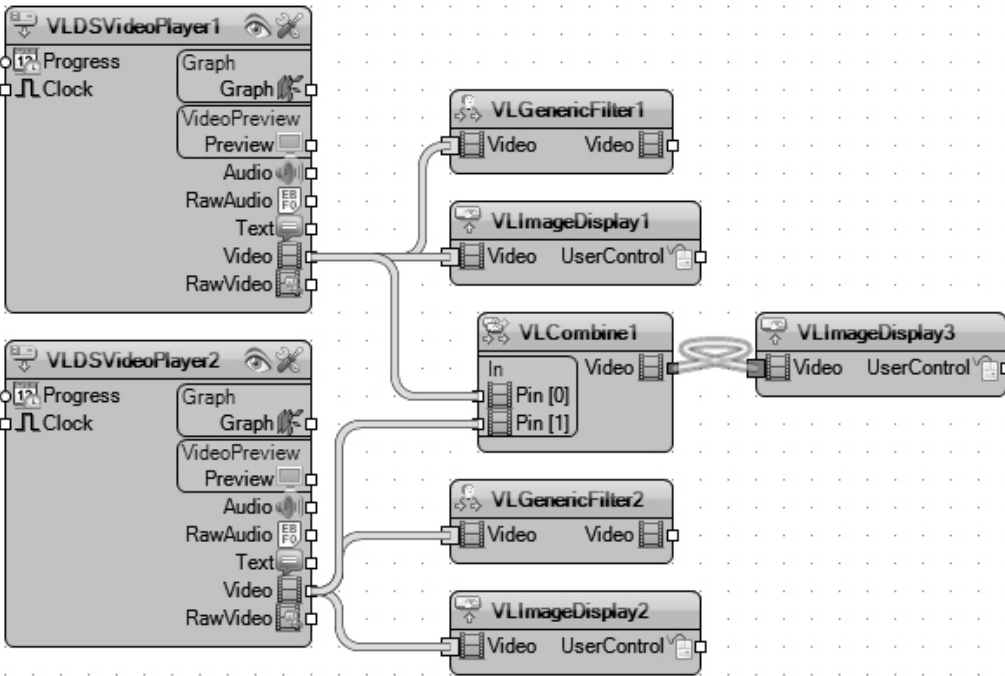 VLDSVideoPlayer1
Progress
Clock
Graph
Graph
VideoPreview
Preview
Audio
RawAudio
Text
Video
RawVideo
VLGenericFilter1
Video Video
VLImageDisplay1
Video UserControl
VLCombine1
In
Video
Pin [0]
Pin [1]
VLImageDisplay3
Video UserControl
VLDSVideoPlayer2
Progress
Clock
Graph
Graph
VideoPreview
Preview
Audio
RawAudio
Text
Video
RawVideo
VLGenericFilter2
Video Video
VLImageDisplay2
Video UserControl